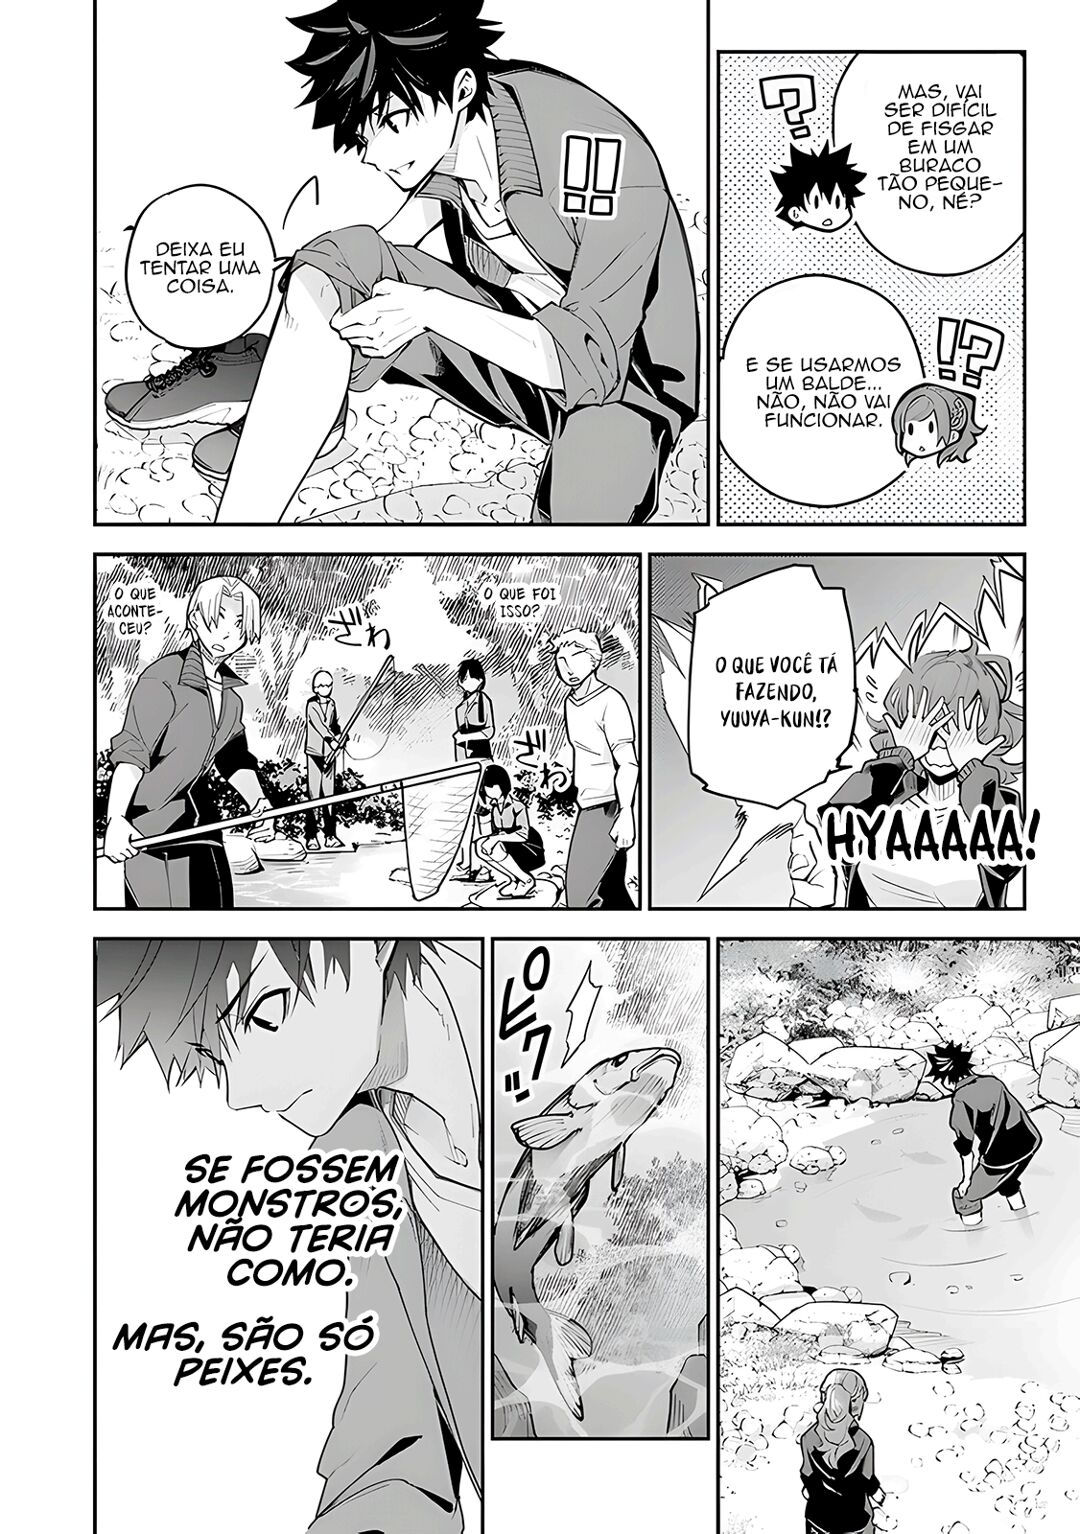 MAS, VAI
SER DIFÍCIL
DE FISGAR
EM UM
BURACO
TÃO PEQUE-
NO, NÉ?
?
E SE USARMOS
UM BALDE...
NÃO, NÃO VAI
FUNCIONAR.
!?
!!
DEIXA EU
TENTAR UMA
COISA.
O QUE VOCÊ TÁ
FAZENDO,
YUUYA-KUN!?
HYAAAAA!
O QUE FOI
ISSO?
ざわ
ざわ
O QUE
ACONTE-
CEU?
ピク!!
SE FOSSEM
MONSTROS,
NÃO TERIA
COMO.
MAS, SÃO SÓ
PEIXES.